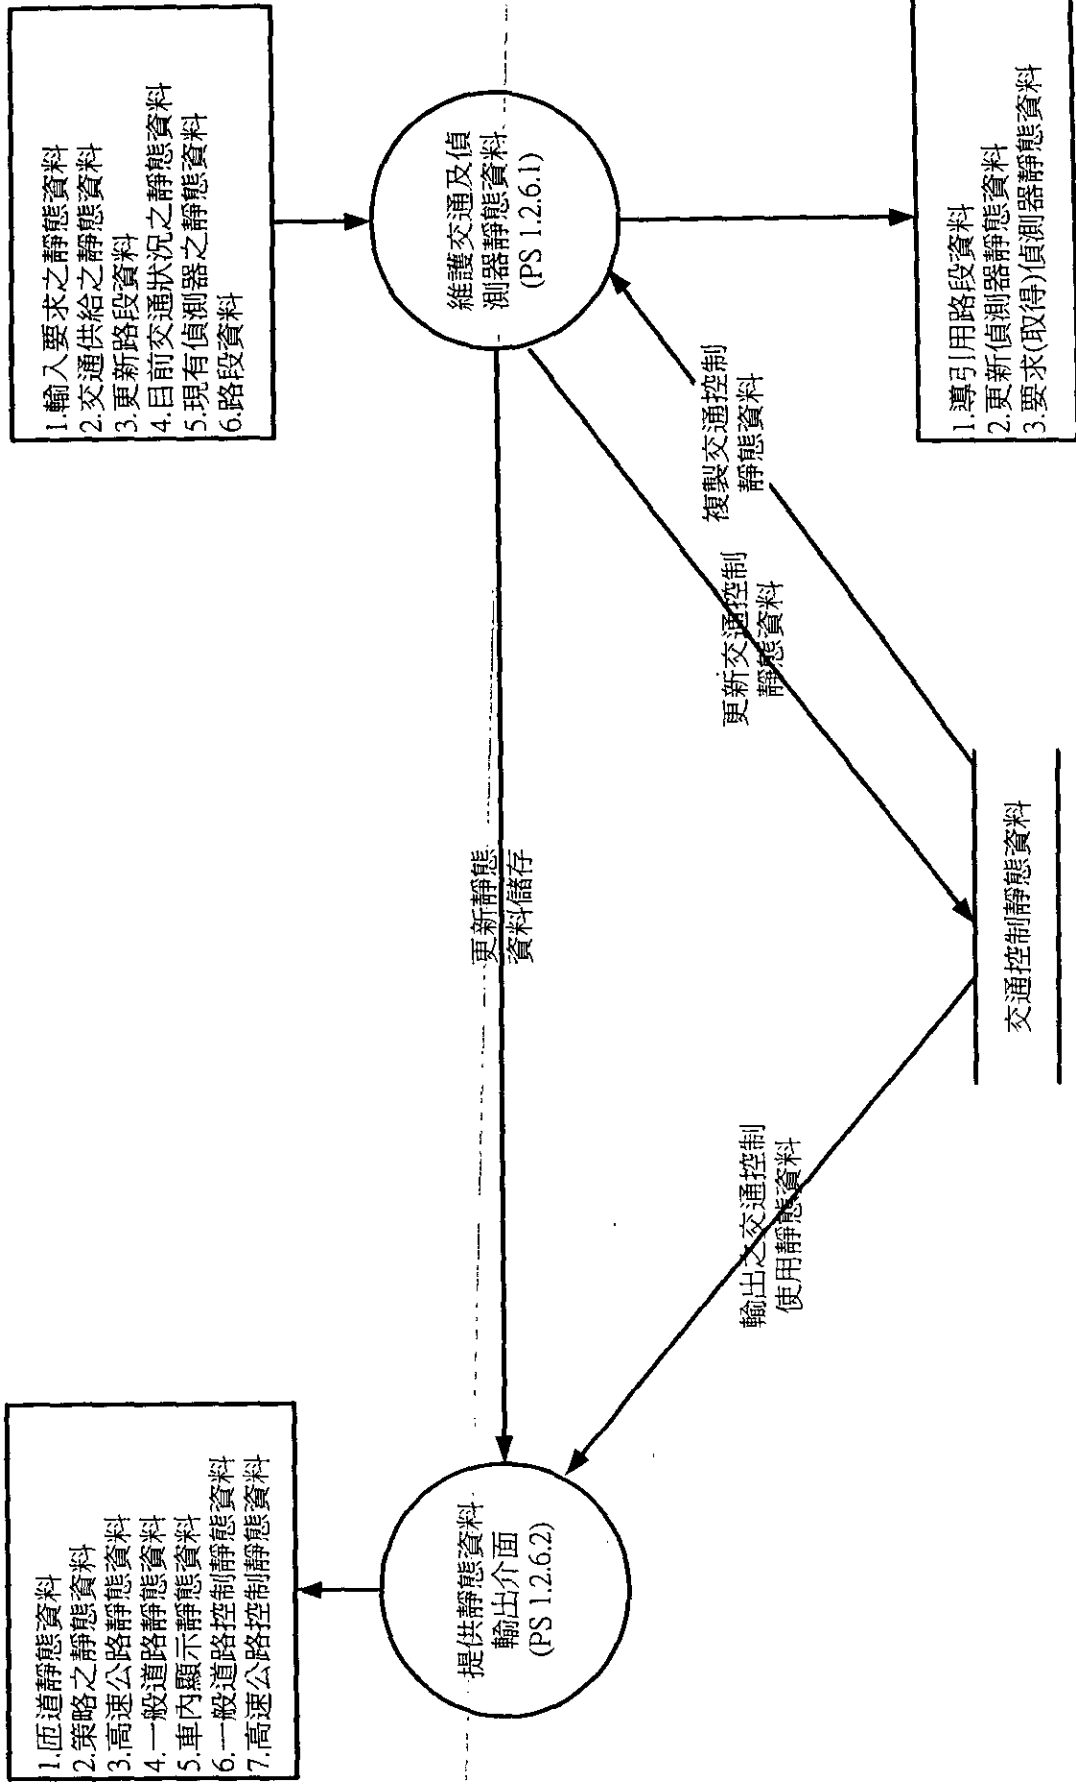 1.匝道靜態資料
2.策略之靜態資料
3.高速公路靜態資料
4.一般道路靜態資料
5.車內顯示靜態資料
6.一般道路控制靜態資料
7.高速公路控制靜態資料
1.輸入要求之靜態資料
2.交通供給之靜態資料
3.更新路段資料
4.目前交通狀況之靜態資料
5.現有偵測器之靜態資料
6.路段資料
提供靜態資料
輸出介面
(PS 1.2.6.2)
更新靜態
資料儲存
維護交通及偵
測器靜態資料
(PS 1.2.6.1)
輸出之交通控制
使用靜態資料
更新交通控制
靜態資料
複製交通控制
靜態資料
交通控制靜態資料
1.導引用路段資料
2.更新偵測器靜態資料
3.要求(取得)偵測器靜態資料